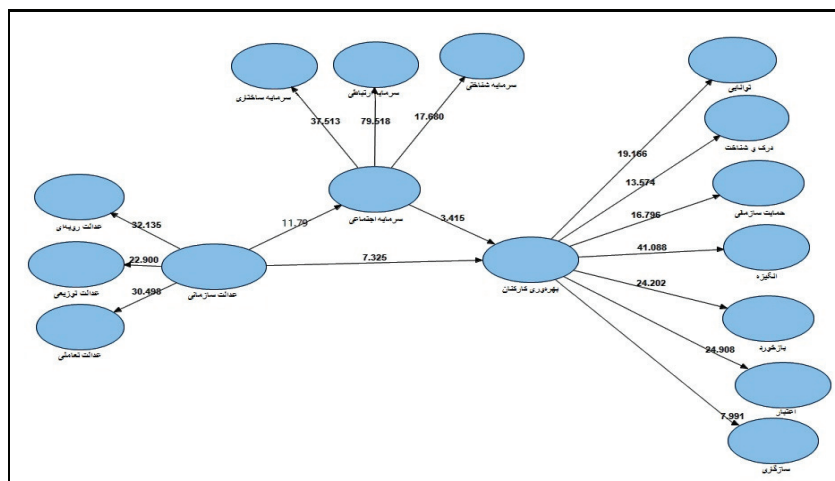 توانایی
سرمایه ساختاری
سرمایه ارتباطی
سرمایه شناختی
37.513
79.518
17.680
19.166
درک و شناخت
13.574
حمایت سازمانی
16.796
سرمایه اجتماعی
عدالت رویه‌ای
32.135
11.79
3.415
41.088
انگیزه
22.900
عدالت توزیعی
7.325
عدالت سازمانی
بهره‌وری کارکنان
24.202
30.498
بازخورد
عدالت تعاملی
24.908
اعتبار
7.991
سازگاری